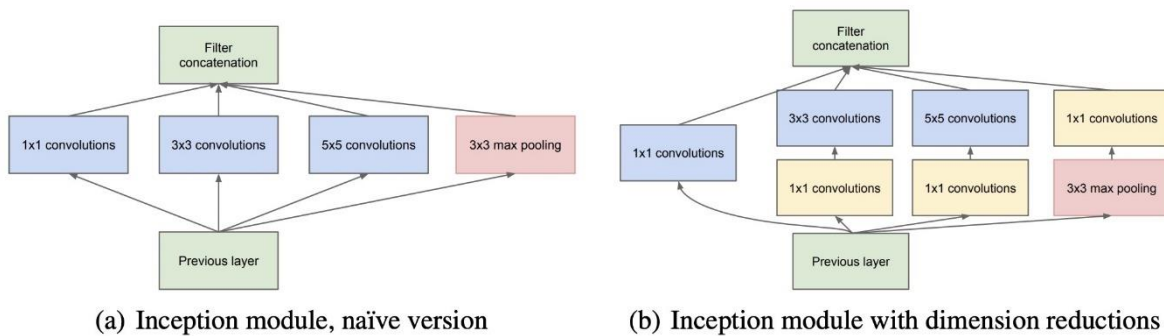 Filter
concatenation
1x1 convolutions
3x3 convolutions
5x5 convolutions
3x3 max pooling
Previous layer
(a) Inception module, naïve version
Filter
concatenation
3x3 convolutions
5x5 convolutions
1x1 convolutions
1x1 convolutions
1x1 convolutions
1x1 convolutions
3x3 max pooling
Previous layer
(b) Inception module with dimension reductions